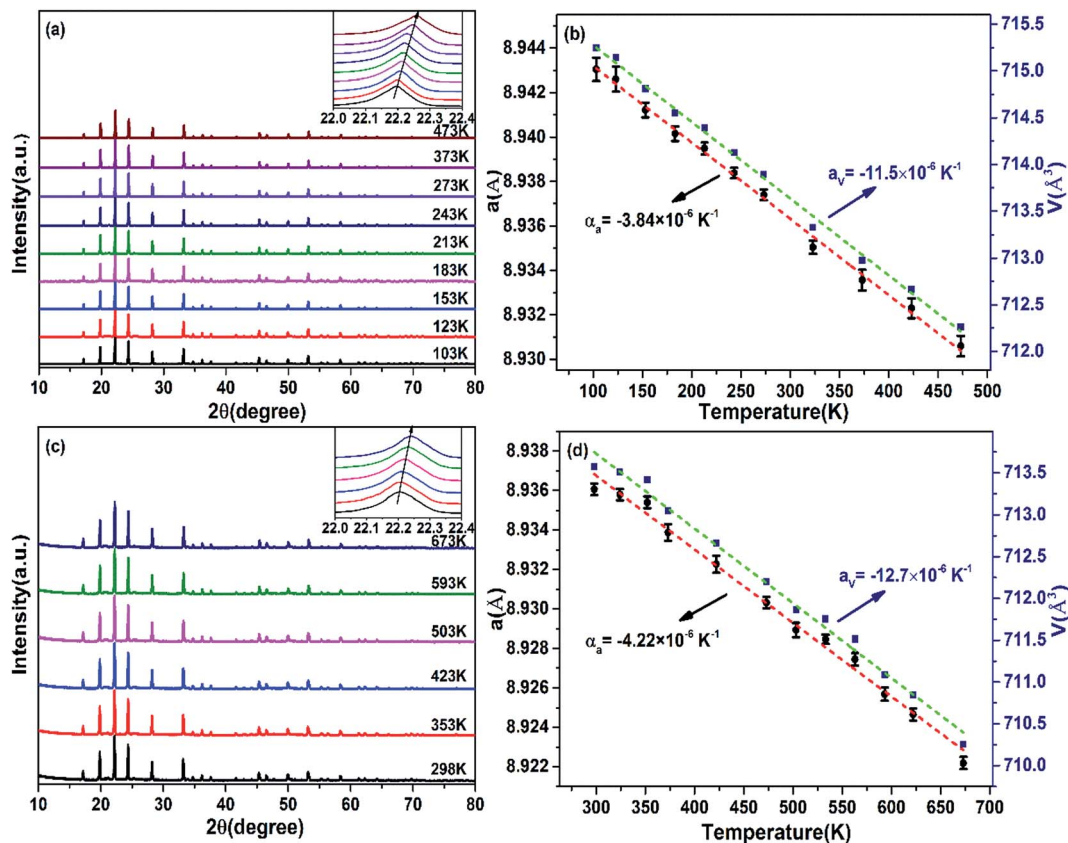 (a)
22.0 22.1 22.2 22.3 22.4
473K
373K
273K
243K
213K
183K
153K
123K
103K
Intensity(a.u.)
10 20 30 40 50 60 70 80
2θ(degree)
(b)
8.944
8.942
8.940
8.938
8.936
8.934
8.932
8.930
a(Å)
a_V= -11.5×10⁻⁶ K⁻¹
α_a= -3.84×10⁻⁶ K⁻¹
715.5
715.0
714.5
714.0
713.5
713.0
712.5
712.0
V(Å³)
100 150 200 250 300 350 400 450 500
Temperature(K)
(c)
22.0 22.1 22.2 22.3 22.4
673K
593K
503K
423K
353K
298K
Intensity(a.u.)
10 20 30 40 50 60 70 80
2θ(degree)
(d)
8.938
8.936
8.934
8.932
8.930
8.928
8.926
8.924
8.922
a(Å)
a_V= -12.7×10⁻⁶ K⁻¹
α_a= -4.22×10⁻⁶ K⁻¹
713.5
713.0
712.5
712.0
711.5
711.0
710.5
710.0
V(Å³)
300 350 400 450 500 550 600 650 700
Temperature(K)